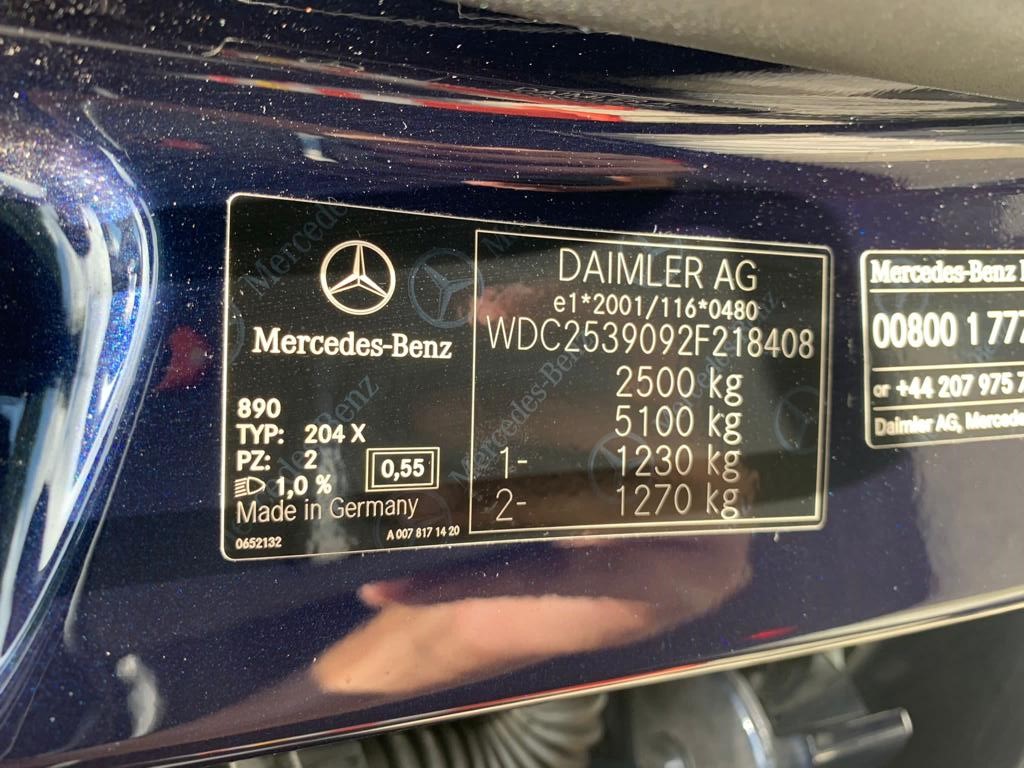 DAIMLER AG
e1*2001/116*0480
WDC2539092F218408
2500 kg
5100 kg
1- 1230 kg
2- 1270 kg
Mercedes-Benz
890
TYP: 204 X
PZ: 2
1,0 %
0,55
Made in Germany
0652132
A 007 817 14 20
Mercedes-Benz
00800 1 777
or +44 207 975 7
Daimler AG, Mercedes